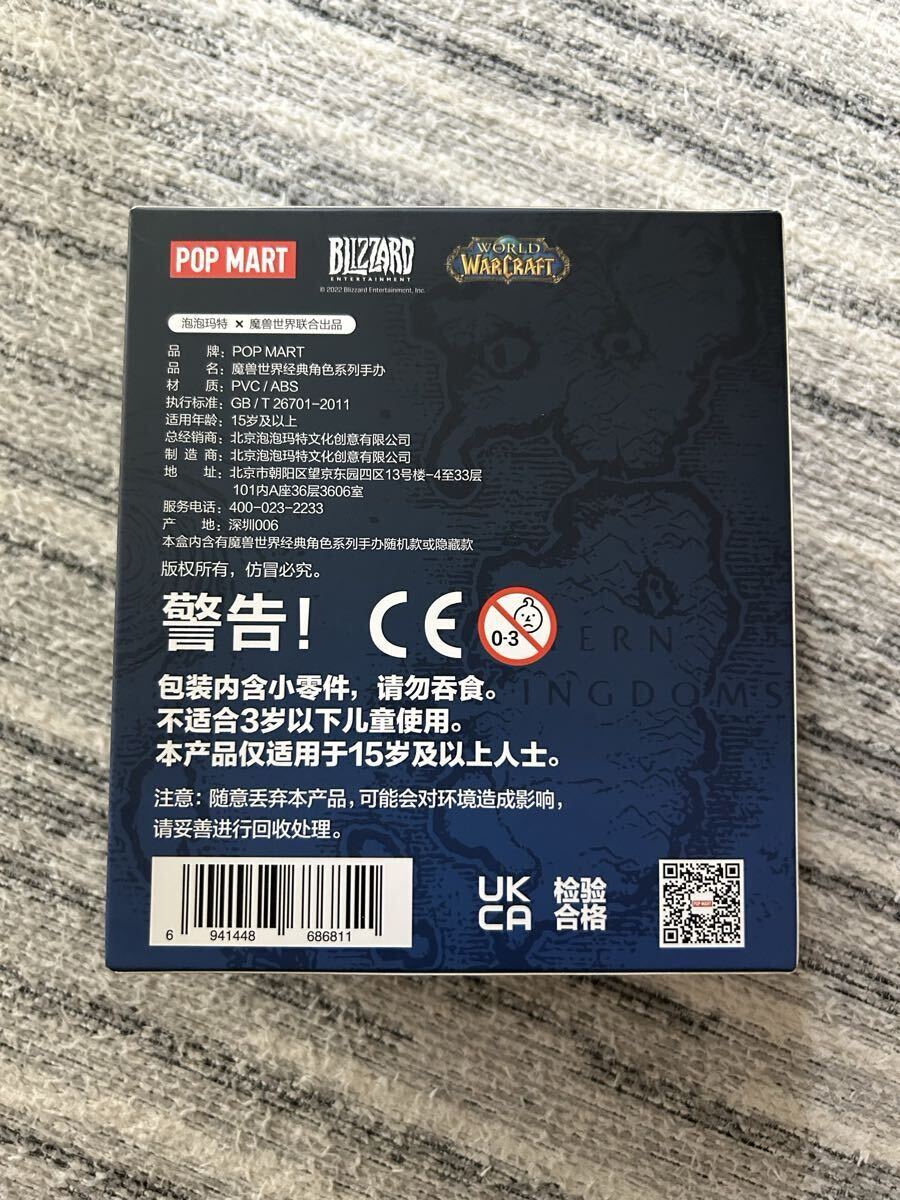 POP MART
BLIZZARD
ENTERTAINMENT
© 2022 Blizzard Entertainment, Inc.
WORLD
WARCRAFT
泡泡玛特 × 魔兽世界联合出品
品 牌：POP MART
品 名：魔兽世界经典角色系列手办
材 质：PVC / ABS
执行标准：GB / T 26701-2011
适用年龄：15岁及以上
总经销商：北京泡泡玛特文化创意有限公司
制 造 商：北京泡泡玛特文化创意有限公司
地 址：北京市朝阳区望京东园四区13号楼-4至33层
101内A座36层3606室
服务电话：400-023-2233
产 地：深圳006
本盒内含有魔兽世界经典角色系列手办随机款或隐藏款
版权所有，仿冒必究。
警告！ CE 0-3
ERN
INGDOMS
包装内含小零件，请勿吞食。
不适合3岁以下儿童使用。
本产品仅适用于15岁及以上人士。
注意：随意丢弃本产品，可能会对环境造成影响，
请妥善进行回收处理。
6 941448 686811
UK
CA
检验
合格
POP MART